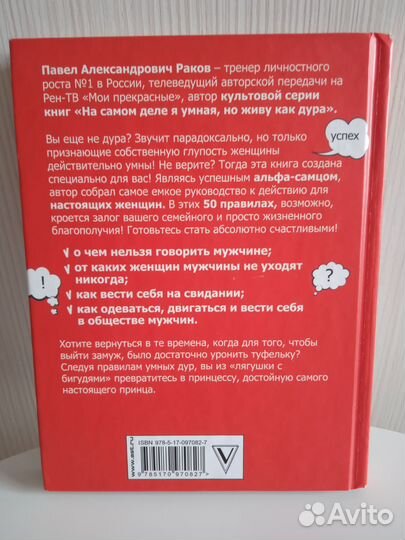 Павел Александрович Раков – тренер личностного
роста №1 в России, телеведущий авторской передачи на
Рен-ТВ «Мои прекрасные», автор культовой серии
книг «На самом деле я умная, но живу как дура».
успех
Вы еще не дура? Звучит парадоксально, но только
признающие собственную глупость женщины
действительно умны! Не верите? Тогда эта книга создана
специально для вас! Являясь успешным альфа-самцом,
автор собрал самое емкое руководство к действию для
настоящих женщин. В этих 50 правилах, возможно,
кроется залог вашего семейного и просто жизненного
благополучия! Готовьтесь стать абсолютно счастливыми!
✓ о чем нельзя говорить мужчине;
✓ от каких женщин мужчины не уходят
никогда;
!
?
✓ как вести себя на свидании;
✓ как одеваться, двигаться и вести себя
в обществе мужчин.
Хотите вернуться в те времена, когда для того, чтобы
выйти замуж, было достаточно уронить туфельку?
Следуя правилам умных дур, вы из «лягушки с
бигудями» превратитесь в принцессу, достойную самого
настоящего принца.
www.ast.ru
ISBN 978-5-17-097082-7
9 785170 970827
Avito